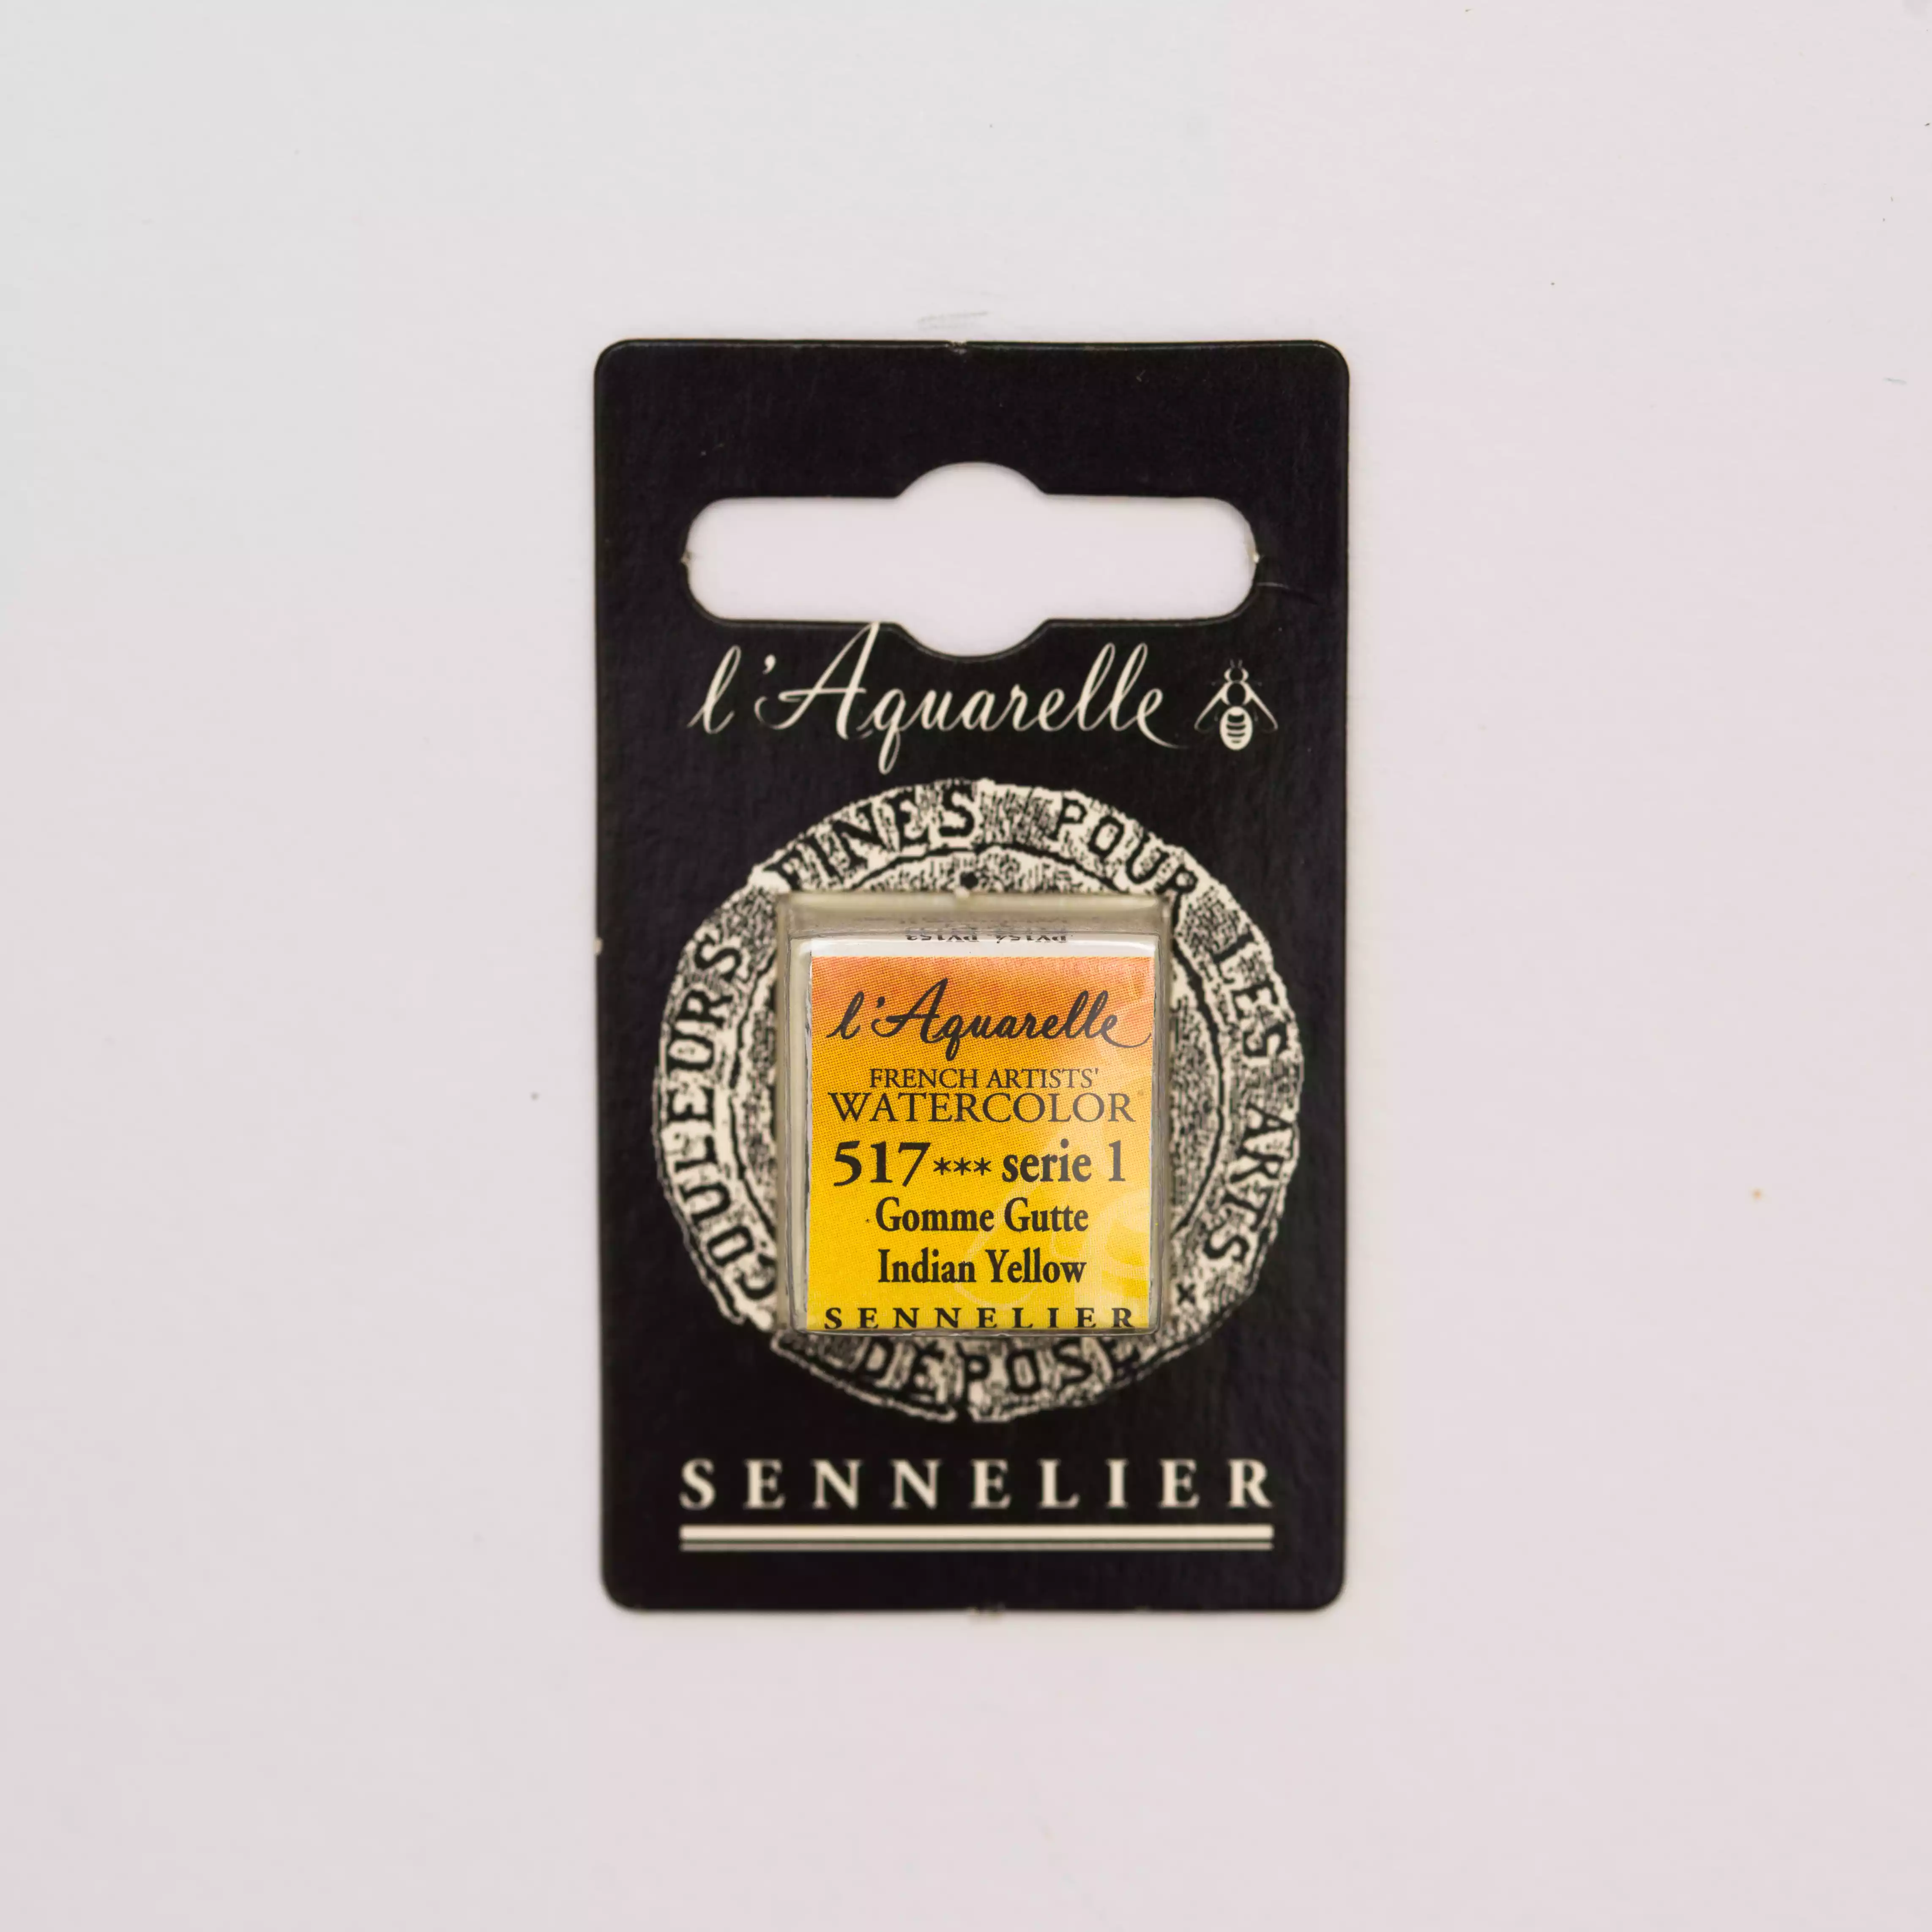 l'Aquarelle
COULEURS FINES POUR LES ARTS
DÉPOSÉ
l'Aquarelle
FRENCH ARTISTS'
WATERCOLOR
517*** serie 1
Gomme Gutte
Indian Yellow
SENNELIER
SENNELIER